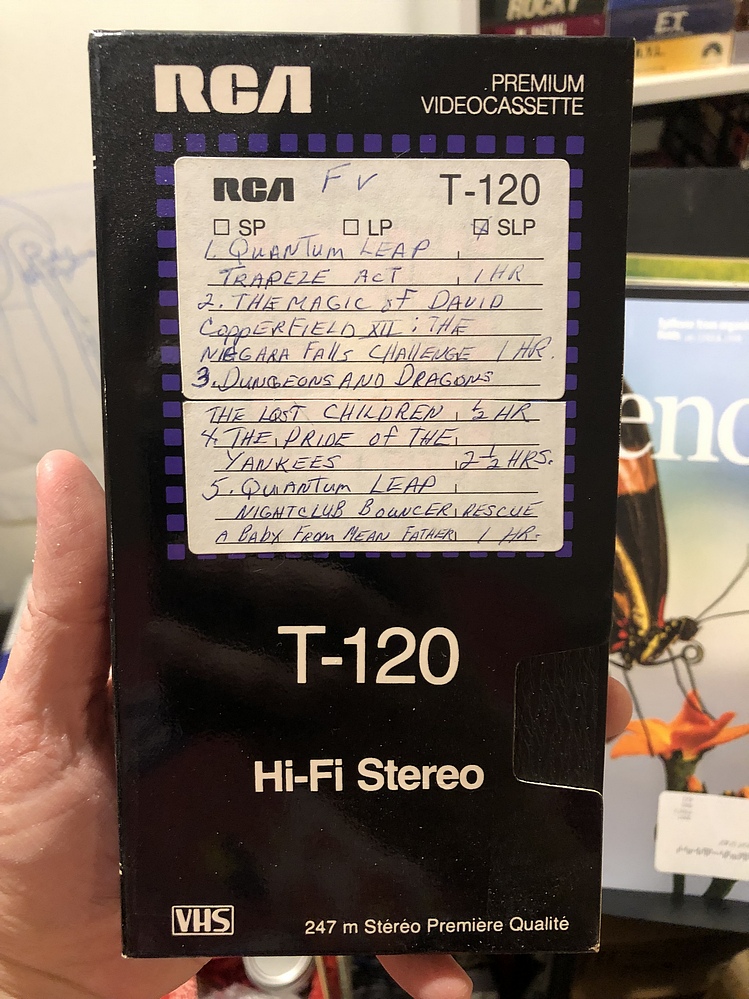 RCA
PREMIUM
VIDEOCASSETTE
RCA FV T-120
SP LP SLP
1. QUANTUM LEAP
TRAPEZE ACT 1 HR
2. THE MAGIC of DAVID
COPPERFIELD XII : THE
NIAGARA FAllS CHALLENGE 1 HR.
3. DUNGEONS AND DRAGONS
THE LOST CHILDREN ½ HR
4. THE PRIDE of THE
YANKEES 2½ HRS.
5. QUANTUM LEAP
NIGHTCLUB BOUNCER RESCUE
A BABY FROM MEAN FATHER 1 HR.
T-120
Hi-Fi Stereo
VHS
247 m Stéréo Première Qualité
ROCKY
E.T.
enc